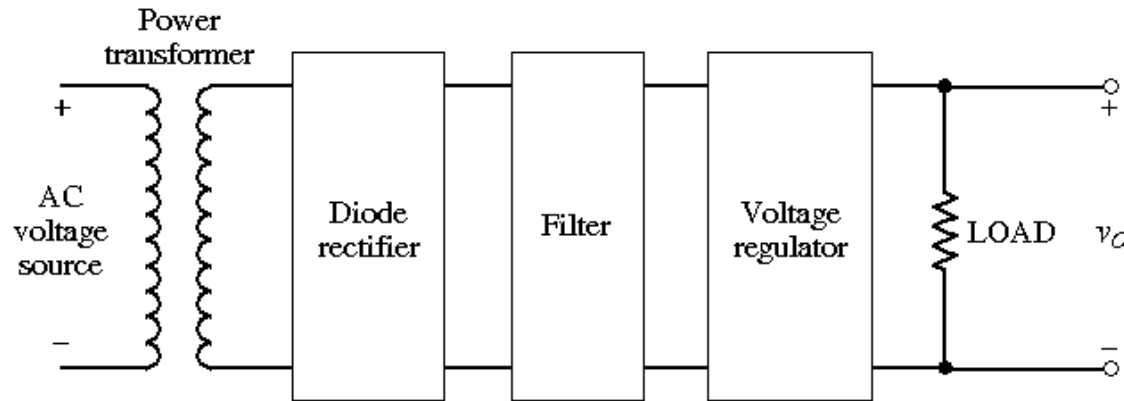 Power
transformer
+
AC
voltage
source
−
Diode
rectifier
Filter
Voltage
regulator
LOAD
+
−